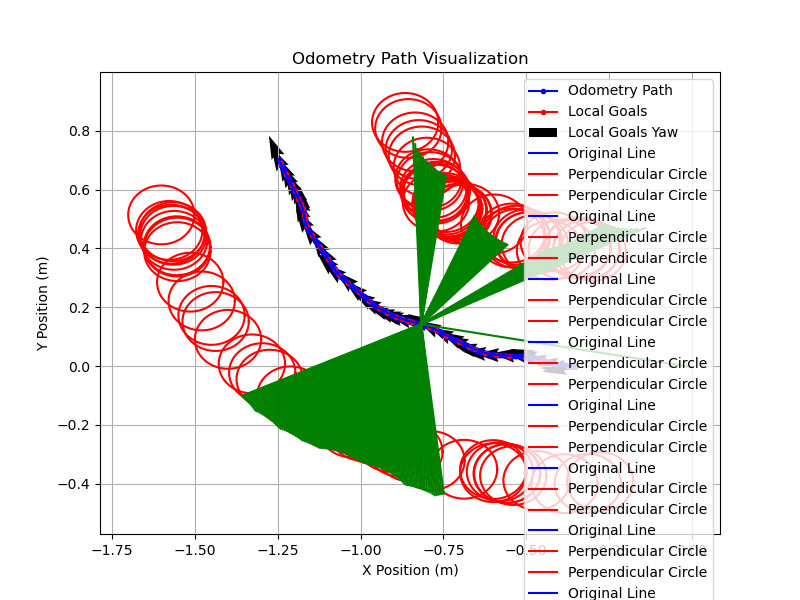 Odometry Path Visualization
Y Position (m)
0.8
0.6
0.4
0.2
0.0
−0.2
−0.4
−1.75
−1.50
−1.25
−1.00
−0.75
X Position (m)
Odometry Path
Local Goals
Local Goals Yaw
Original Line
Perpendicular Circle
Perpendicular Circle
Original Line
Perpendicular Circle
Perpendicular Circle
Original Line
Perpendicular Circle
Perpendicular Circle
Original Line
Perpendicular Circle
Perpendicular Circle
Original Line
Perpendicular Circle
Perpendicular Circle
Original Line
Perpendicular Circle
Perpendicular Circle
Original Line
Perpendicular Circle
Perpendicular Circle
Original Line